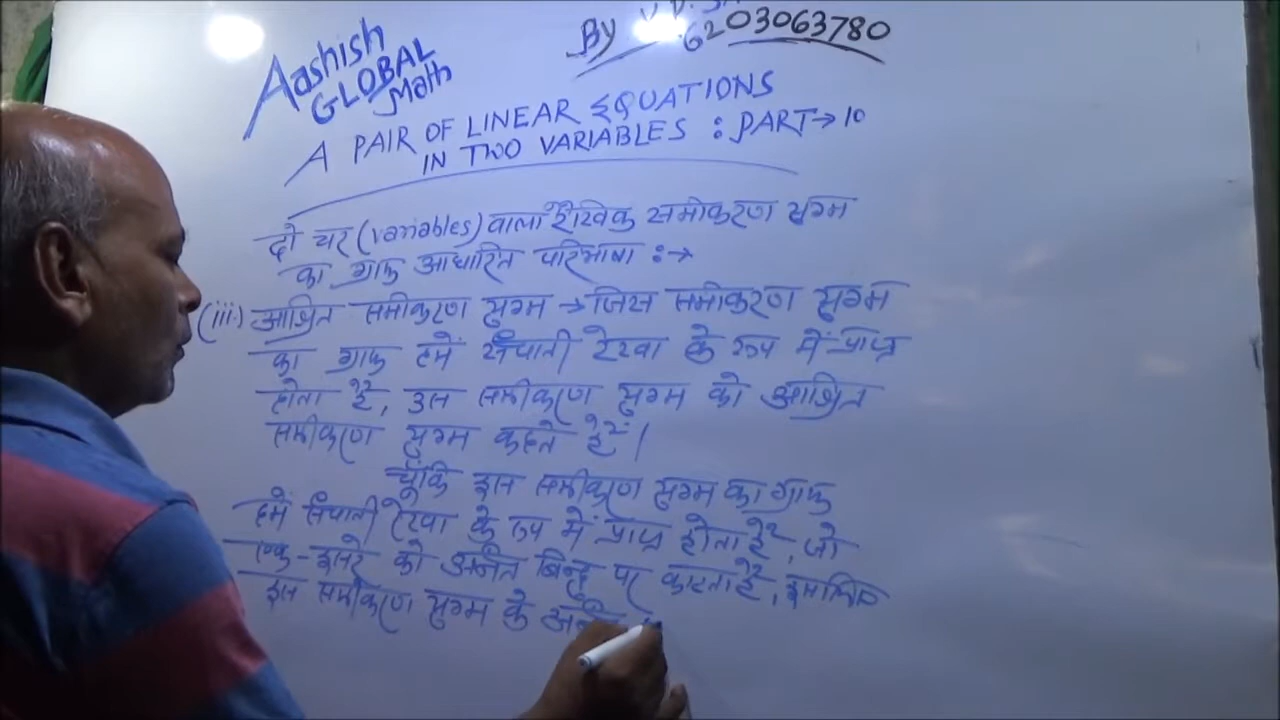 Aashish
GLOBAL
Math
By
6203063780
A PAIR OF LINEAR EQUATIONS
IN TWO VARIABLES : PART → 10
दो चर (variables) वाला रैखिक समीकरण युग्म
का ग्राफ आधारित परिभाषा :→
(iii.) आश्रित समीकरण युग्म → जिस समीकरण युग्म
का ग्राफ हमें संपाती रेखा के रूप में प्राप्त
होता है, उस समीकरण युग्म को आश्रित
समीकरण युग्म कहते हैं।
चूँकि इस समीकरण युग्म का ग्राफ
हमें संपाती रेखा के रूप में प्राप्त होता है, जो
एक-दूसरे को अनंत बिन्दु पर काटता है, इसलिए
इस समीकरण युग्म के अनंत